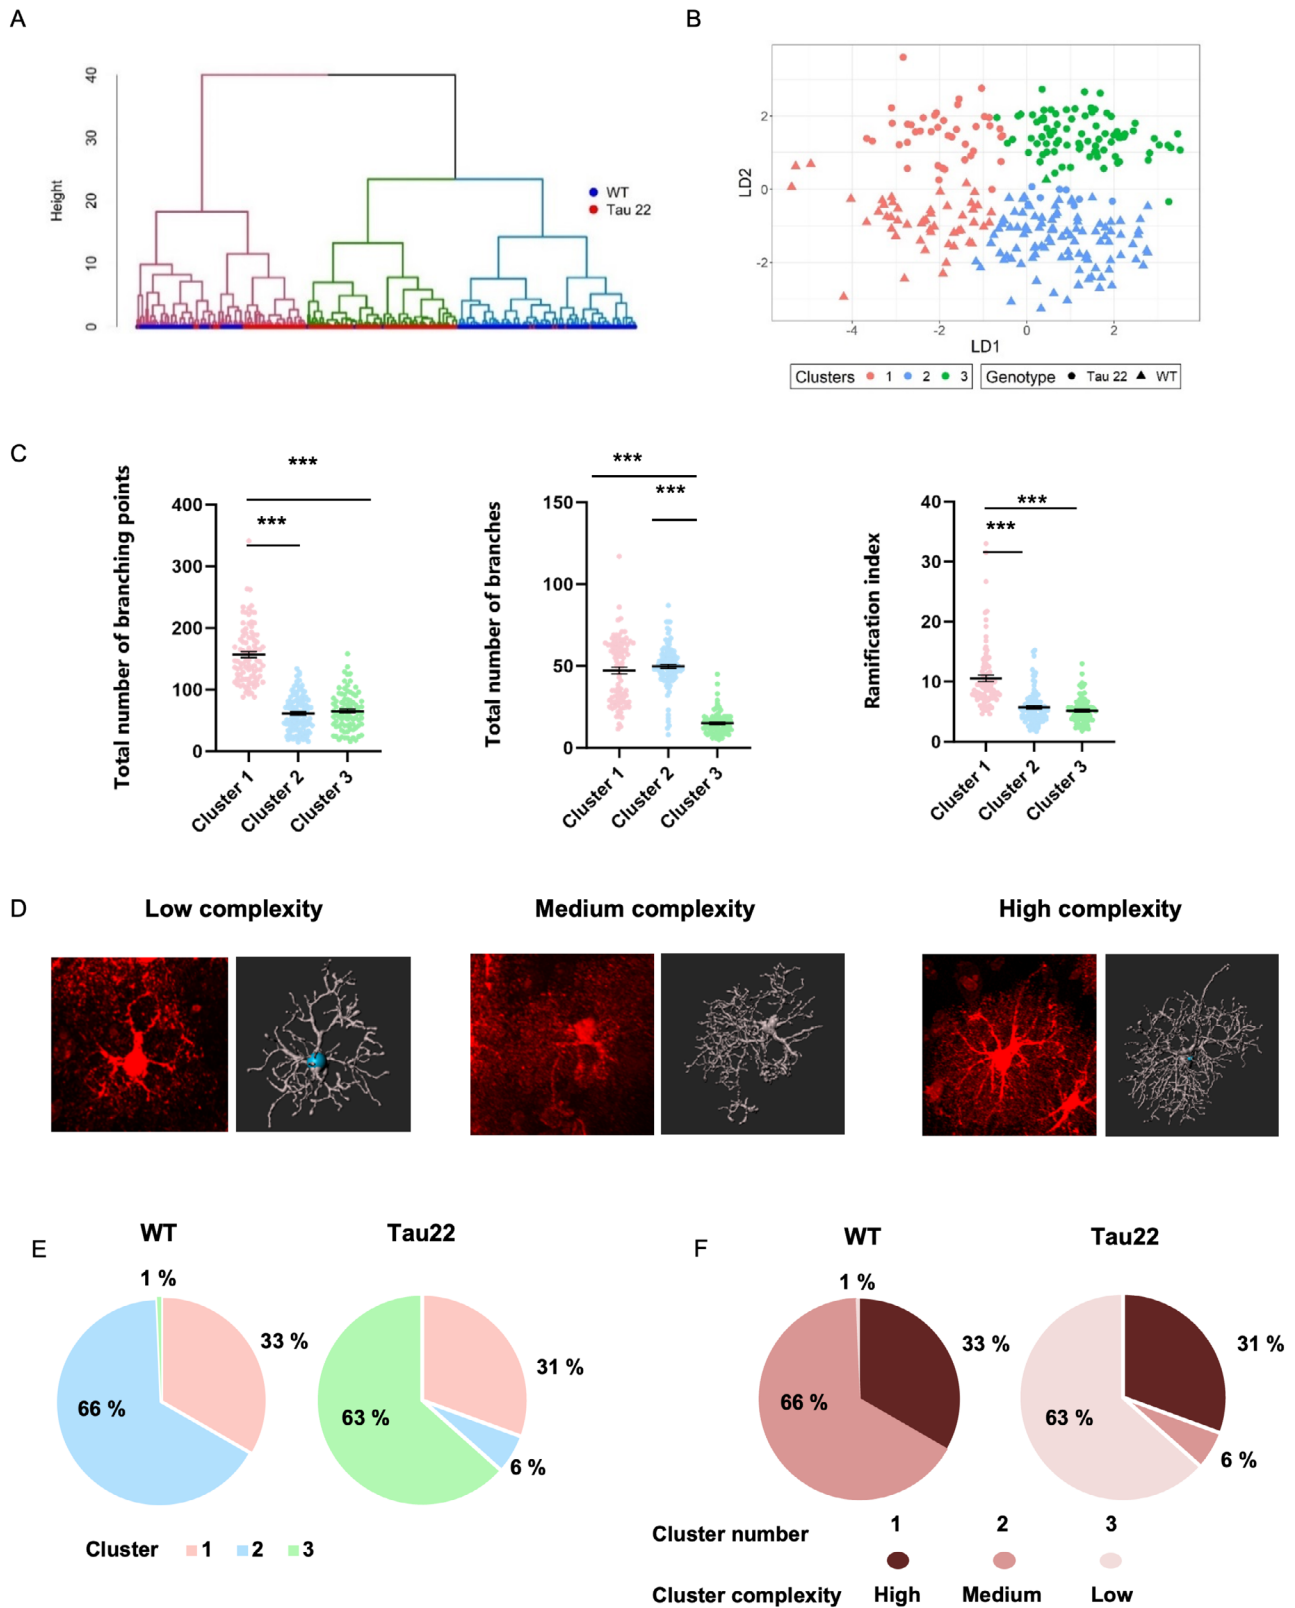 A
B
40
30
20
10
0
Height
WT
Tau 22
2
0
-2
LD2
-4
-2
0
2
LD1
Clusters 1 2 3
Genotype Tau 22 WT
C
***
***
400
300
200
100
0
Total number of branching points
Cluster 1
Cluster 2
Cluster 3
***
***
150
100
50
0
Total number of branches
Cluster 1
Cluster 2
Cluster 3
***
***
40
30
20
10
0
Ramification index
Cluster 1
Cluster 2
Cluster 3
D
Low complexity
Medium complexity
High complexity
E
WT
Tau22
1 %
33 %
66 %
31 %
63 %
6 %
Cluster 1 2 3
F
WT
Tau22
1 %
33 %
66 %
31 %
63 %
6 %
Cluster number 1 2 3
Cluster complexity High Medium Low